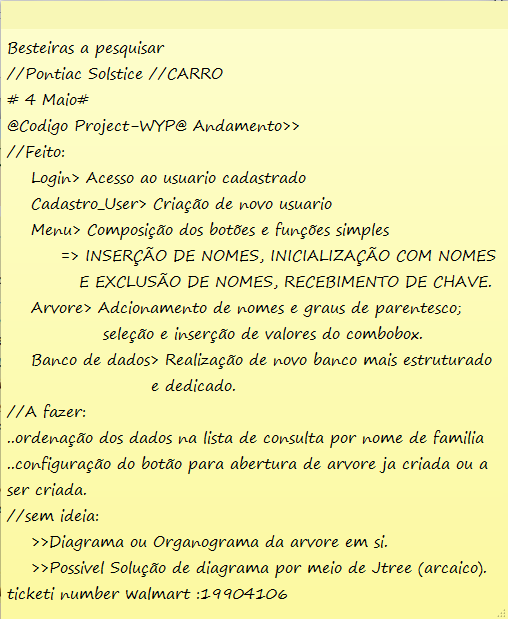 Besteiras a pesquisar
//Pontiac Solstice //CARRO
# 4 Maio#
@Codigo Project-WYP@ Andamento>>
//Feito:
Login> Acesso ao usuario cadastrado
Cadastro_User> Criação de novo usuario
Menu> Composição dos botões e funções simples
=> INSERÇÃO DE NOMES, INICIALIZAÇÃO COM NOMES
E EXCLUSÃO DE NOMES, RECEBIMENTO DE CHAVE.
Arvore> Adcionamento de nomes e graus de parentesco;
seleção e inserção de valores do combobox.
Banco de dados> Realização de novo banco mais estruturado
e dedicado.
//A fazer:
..ordenação dos dados na lista de consulta por nome de familia
..configuração do botão para abertura de arvore ja criada ou a
ser criada.
//sem ideia:
>>Diagrama ou Organograma da arvore em si.
>>Possivel Solução de diagrama por meio de Jtree (arcaico).
ticketi number walmart :19904106